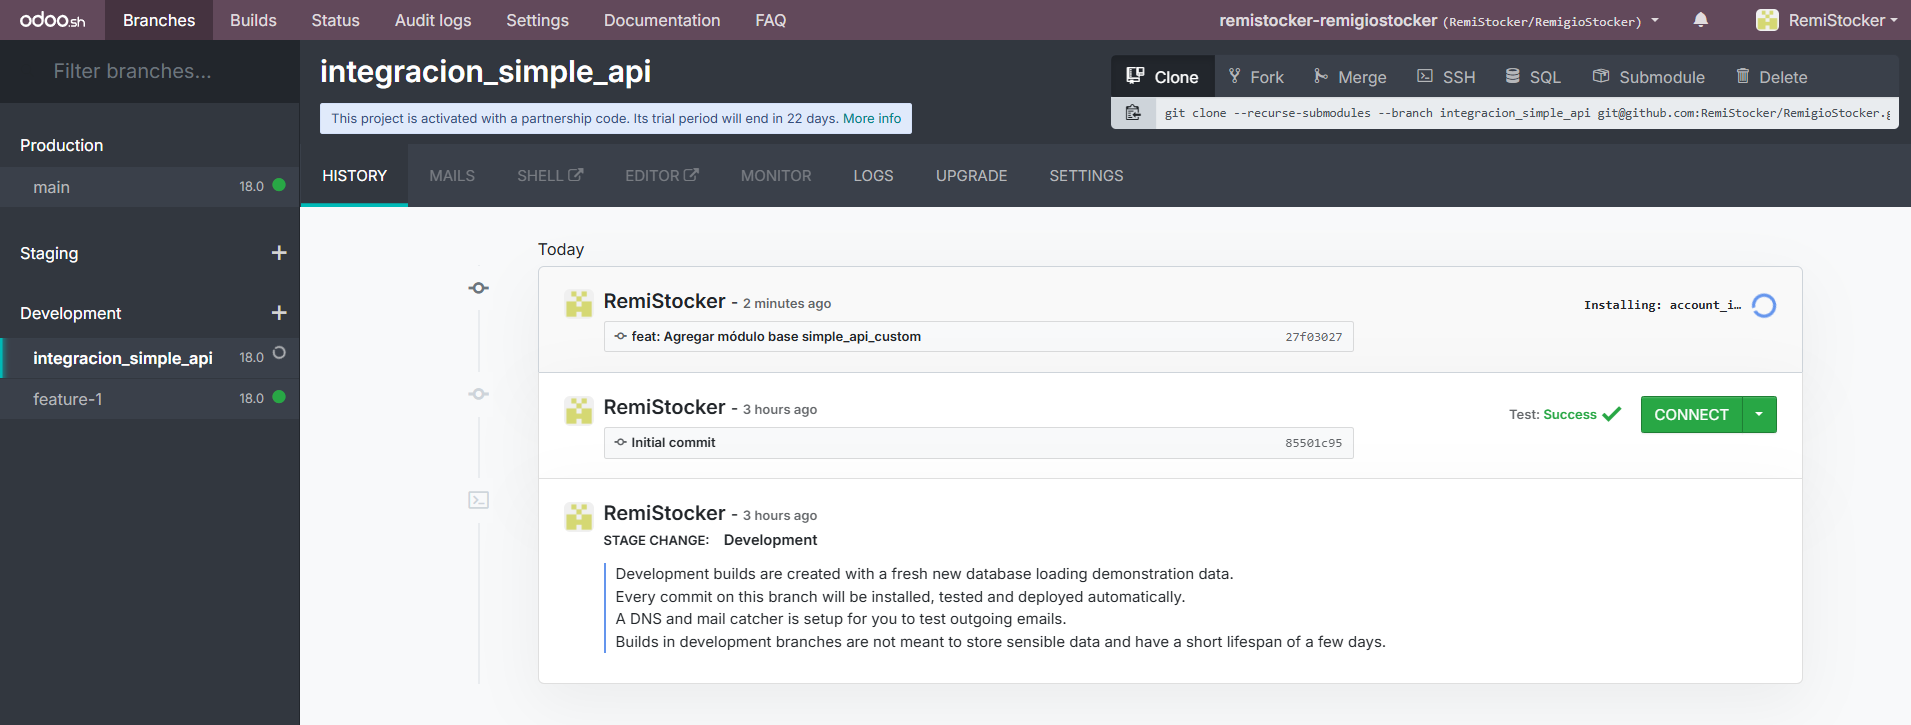 odoo.sh Branches Builds Status Audit logs Settings Documentation FAQ remistocker-remigiostocker (RemiStocker/RemigioStocker) RemiStocker
Filter branches...
integracion_simple_api
Clone Fork Merge SSH SQL Submodule Delete
This project is activated with a partnership code. Its trial period will end in 22 days. More info
git clone --recurse-submodules --branch integracion_simple_api git@github.com:RemiStocker/RemigioStocker.g
Production
main 18.0
Staging
Development
integracion_simple_api 18.0
feature-1 18.0
HISTORY MAILS SHELL EDITOR MONITOR LOGS UPGRADE SETTINGS
Today
RemiStocker - 2 minutes ago
Installing: account_i…
feat: Agregar módulo base simple_api_custom 27f03027
RemiStocker - 3 hours ago
Test: Success CONNECT
Initial commit 85501c95
RemiStocker - 3 hours ago
STAGE CHANGE: Development
Development builds are created with a fresh new database loading demonstration data.
Every commit on this branch will be installed, tested and deployed automatically.
A DNS and mail catcher is setup for you to test outgoing emails.
Builds in development branches are not meant to store sensible data and have a short lifespan of a few days.